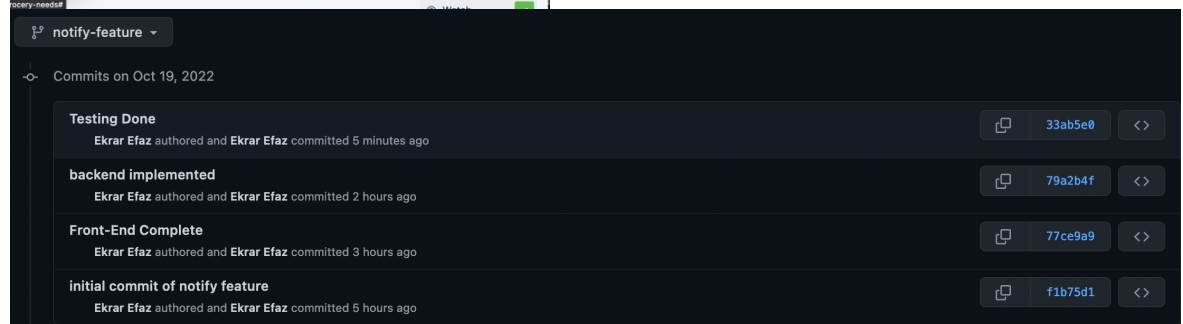 rocery-needs#
Watch
notify-feature
Commits on Oct 19, 2022
Testing Done
33ab5e0
Ekrar Efaz authored and Ekrar Efaz committed 5 minutes ago
backend implemented
79a2b4f
Ekrar Efaz authored and Ekrar Efaz committed 2 hours ago
Front-End Complete
77ce9a9
Ekrar Efaz authored and Ekrar Efaz committed 3 hours ago
initial commit of notify feature
f1b75d1
Ekrar Efaz authored and Ekrar Efaz committed 5 hours ago